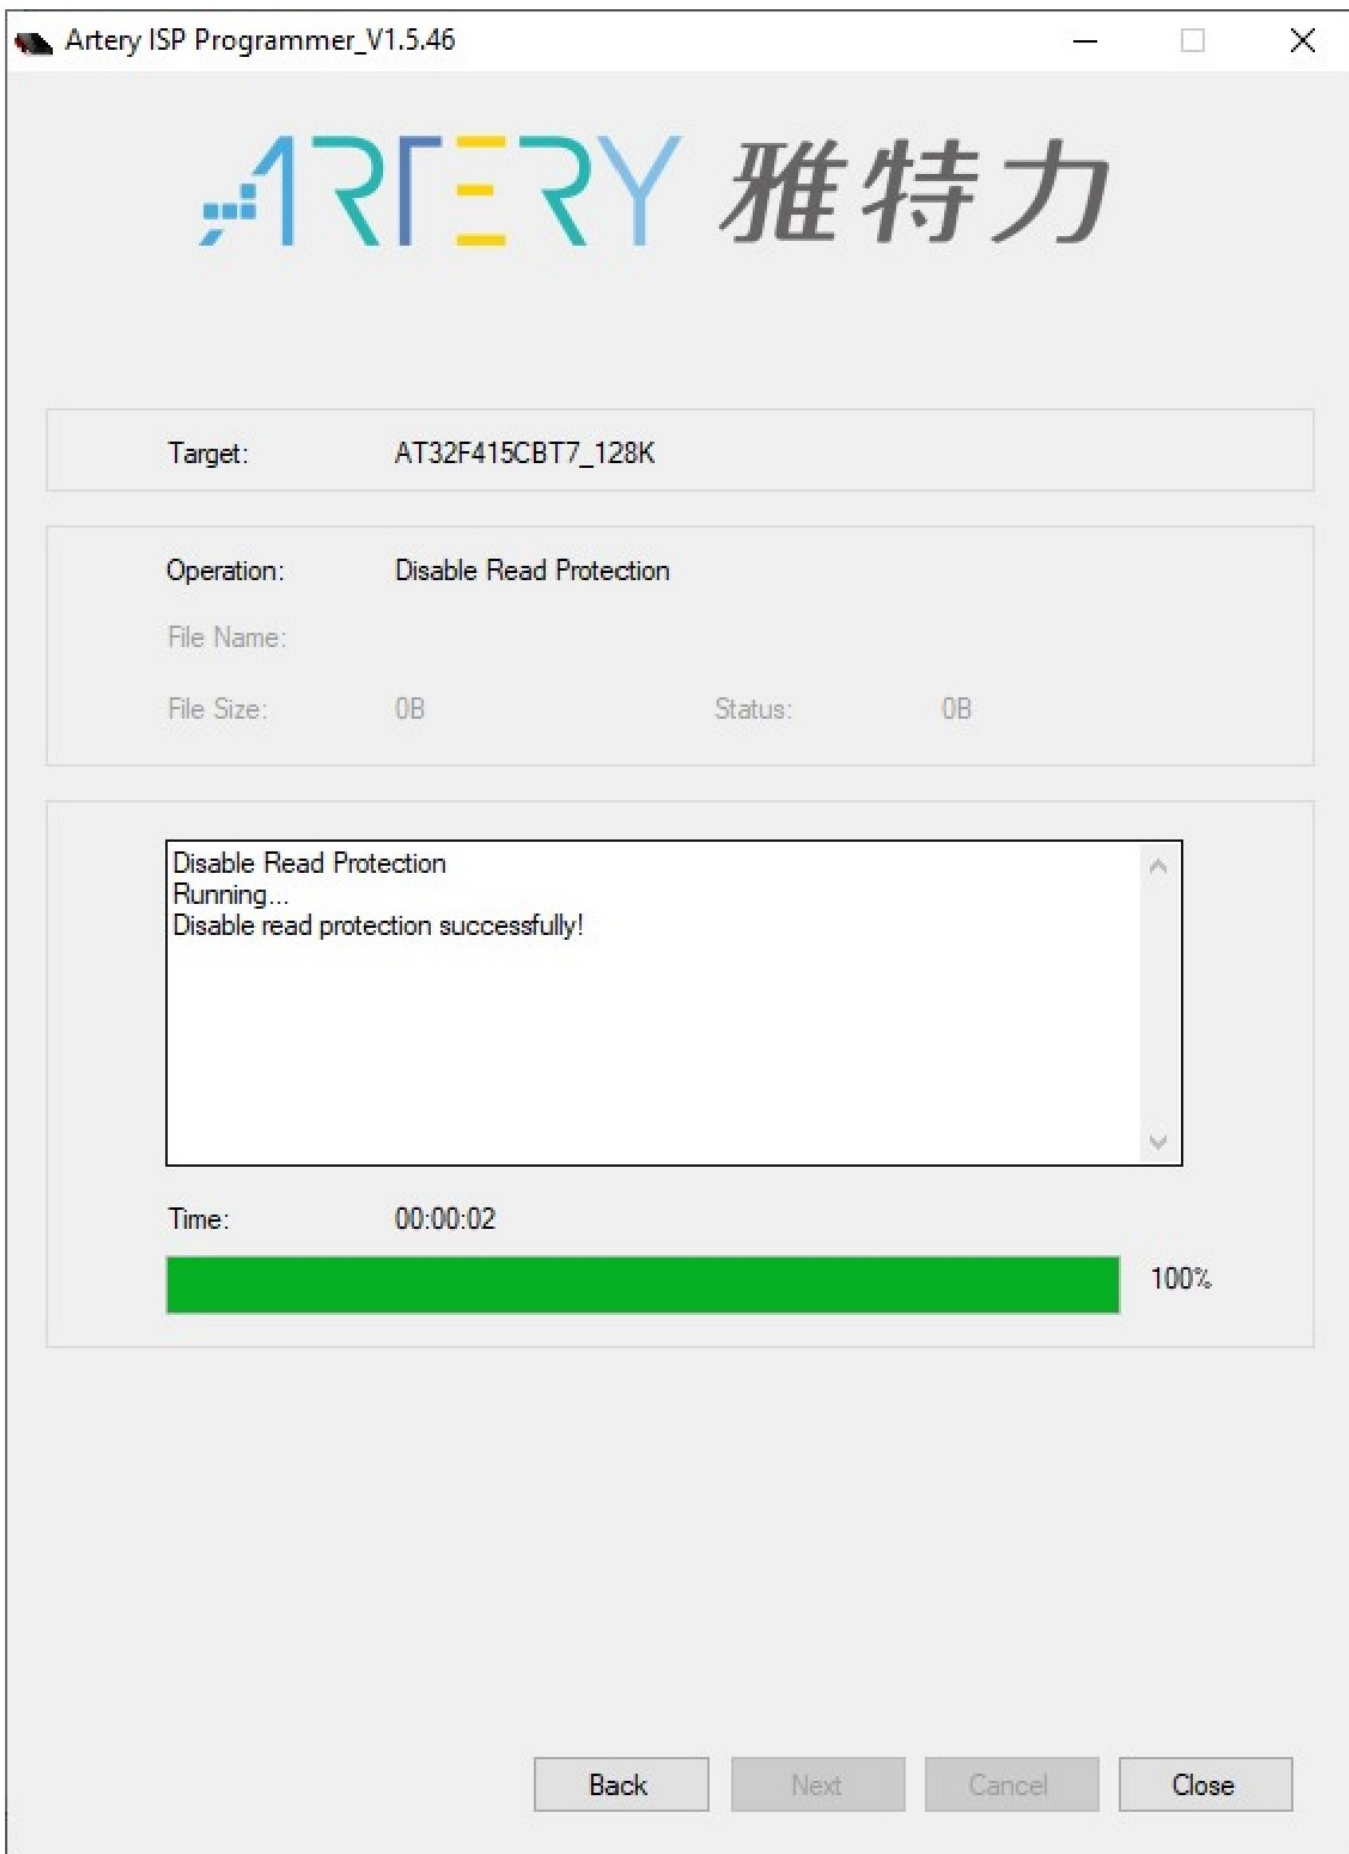 Artery ISP Programmer_V1.5.46
ARTERY 雅特力
Target: AT32F415CBT7_128K
Operation: Disable Read Protection
File Name:
File Size: 0B Status: 0B
Disable Read Protection
Running...
Disable read protection successfully!
Time: 00:00:02
100%
Back Next Cancel Close